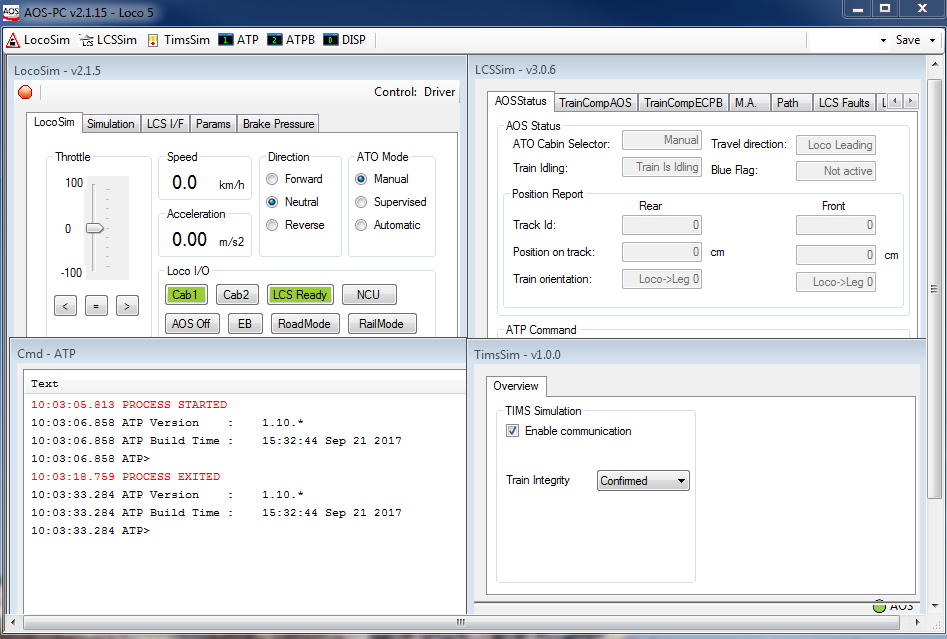 AOS AOS-PC v2.1.15 - Loco 5
LocoSim LCSSim TimsSim 1 ATP 2 ATPB D DISP Save
LocoSim - v2.1.5
Control: Driver
LocoSim Simulation LCS I/F Params Brake Pressure
Throttle
100
0
-100
< = >
Speed
0.0 km/h
Acceleration
0.00 m/s2
Direction
Forward
Neutral
Reverse
ATO Mode
Manual
Supervised
Automatic
Loco I/O
Cab1 Cab2 LCS Ready NCU
AOS Off EB RoadMode RailMode
LCSSim - v3.0.6
AOSStatus TrainCompAOS TrainCompECPB M.A. Path LCS Faults
AOS Status
ATO Cabin Selector: Manual Travel direction: Loco Leading
Train Idling: Train Is Idling Blue Flag: Not active
Position Report
Rear Front
Track Id: 0 0
Position on track: 0 cm 0 cm
Train orientation: Loco->Leg 0 Loco->Leg 0
ATP Command
Cmd - ATP
Text
10:03:05.813 PROCESS STARTED
10:03:06.858 ATP Version : 1.10.*
10:03:06.858 ATP Build Time : 15:32:44 Sep 21 2017
10:03:06.858 ATP>
10:03:18.759 PROCESS EXITED
10:03:33.284 ATP Version : 1.10.*
10:03:33.284 ATP Build Time : 15:32:44 Sep 21 2017
10:03:33.284 ATP>
TimsSim - v1.0.0
Overview
TIMS Simulation
Enable communication
Train Integrity Confirmed
AOS